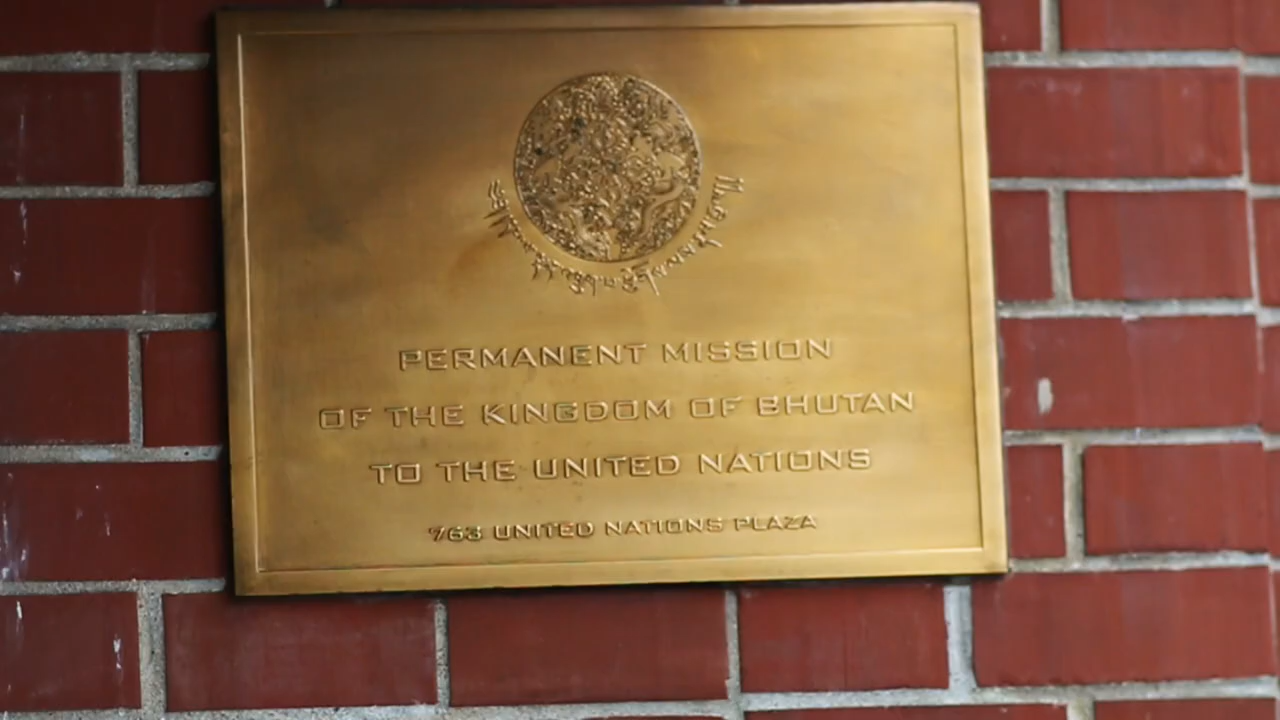 PERMANENT MISSION
OF THE KINGDOM OF BHUTAN
TO THE UNITED NATIONS
763 UNITED NATIONS PLAZA